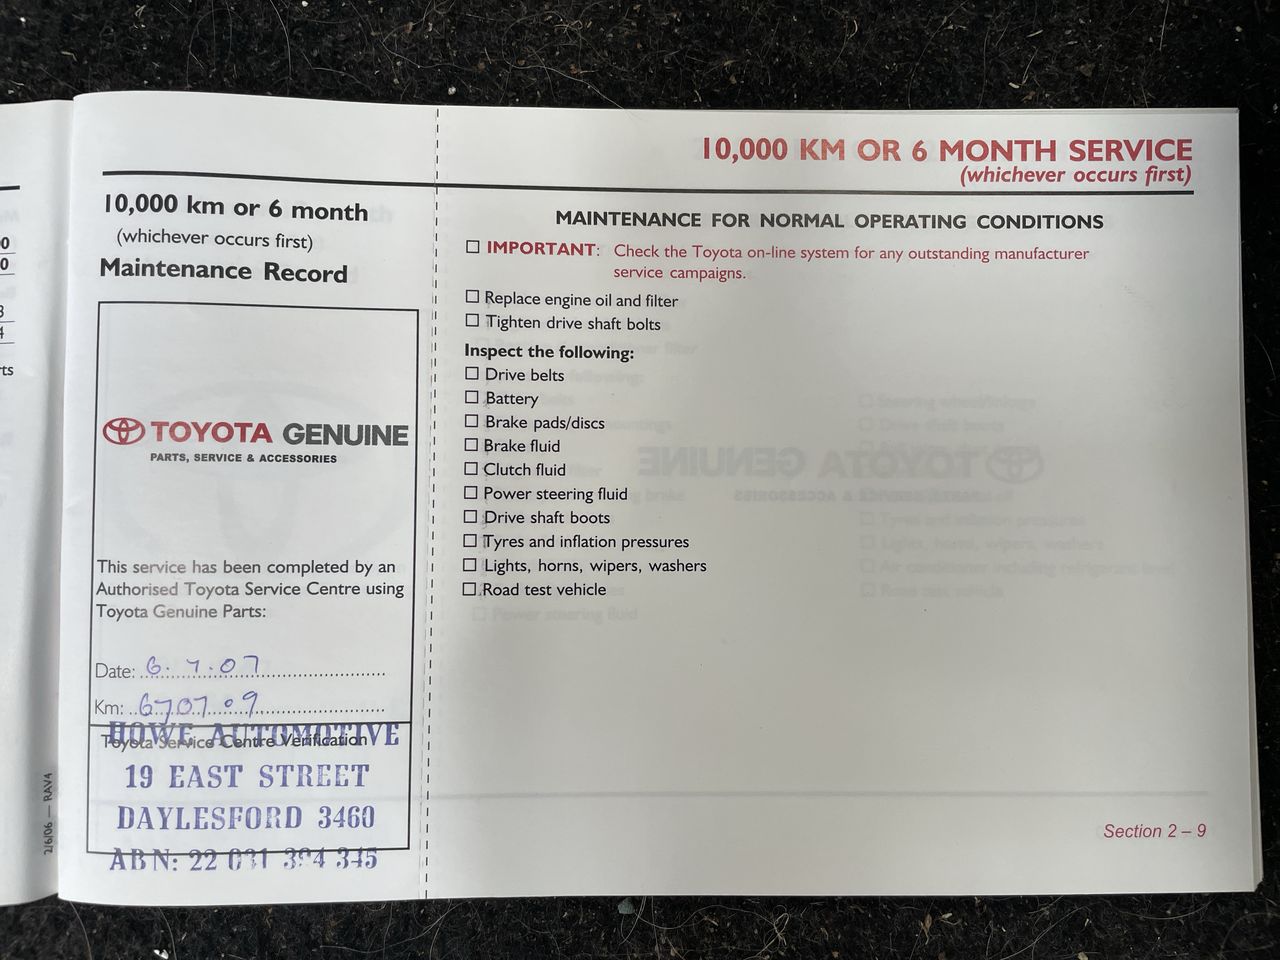 10,000 km or 6 month
(whichever occurs first)
Maintenance Record
TOYOTA GENUINE
PARTS, SERVICE & ACCESSORIES
This service has been completed by an
Authorised Toyota Service Centre using
Toyota Genuine Parts:
Date: 6.7.07
Km:
Toyota Service Centre Verification
HOWE AUTOMOTIVE
19 EAST STREET
DAYLESFORD 3460
ABN: 22 345
2/6/06 — RAV4
10,000 KM OR 6 MONTH SERVICE
(whichever occurs first)
MAINTENANCE FOR NORMAL OPERATING CONDITIONS
☐ IMPORTANT: Check the Toyota on-line system for any outstanding manufacturer
service campaigns.
☐ Replace engine oil and filter
☐ Tighten drive shaft bolts
Inspect the following:
☐ Drive belts
☐ Battery
☐ Brake pads/discs
☐ Brake fluid
☐ Clutch fluid
☐ Power steering fluid
☐ Drive shaft boots
☐ Tyres and inflation pressures
☐ Lights, horns, wipers, washers
☐ Road test vehicle
Section 2 – 9